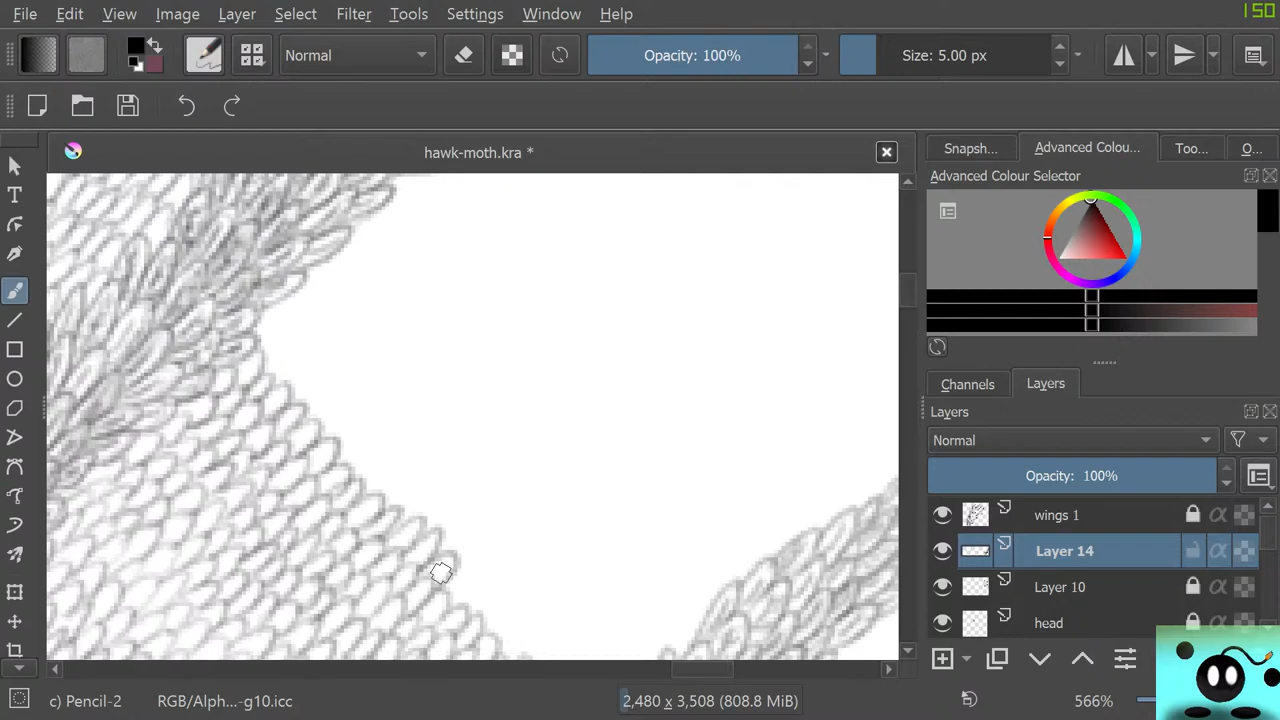 File Edit View Image Layer Select Filter Tools Settings Window Help
150
Normal
Opacity: 100%
Size: 5.00 px
hawk-moth.kra *
Snapsh...
Advanced Colou...
Too...
O...
Advanced Colour Selector
Channels
Layers
Layers
Normal
Opacity: 100%
wings 1
Layer 14
Layer 10
head
c) Pencil-2
RGB/Alph...-g10.icc
2,480 x 3,508 (808.8 MiB)
566%